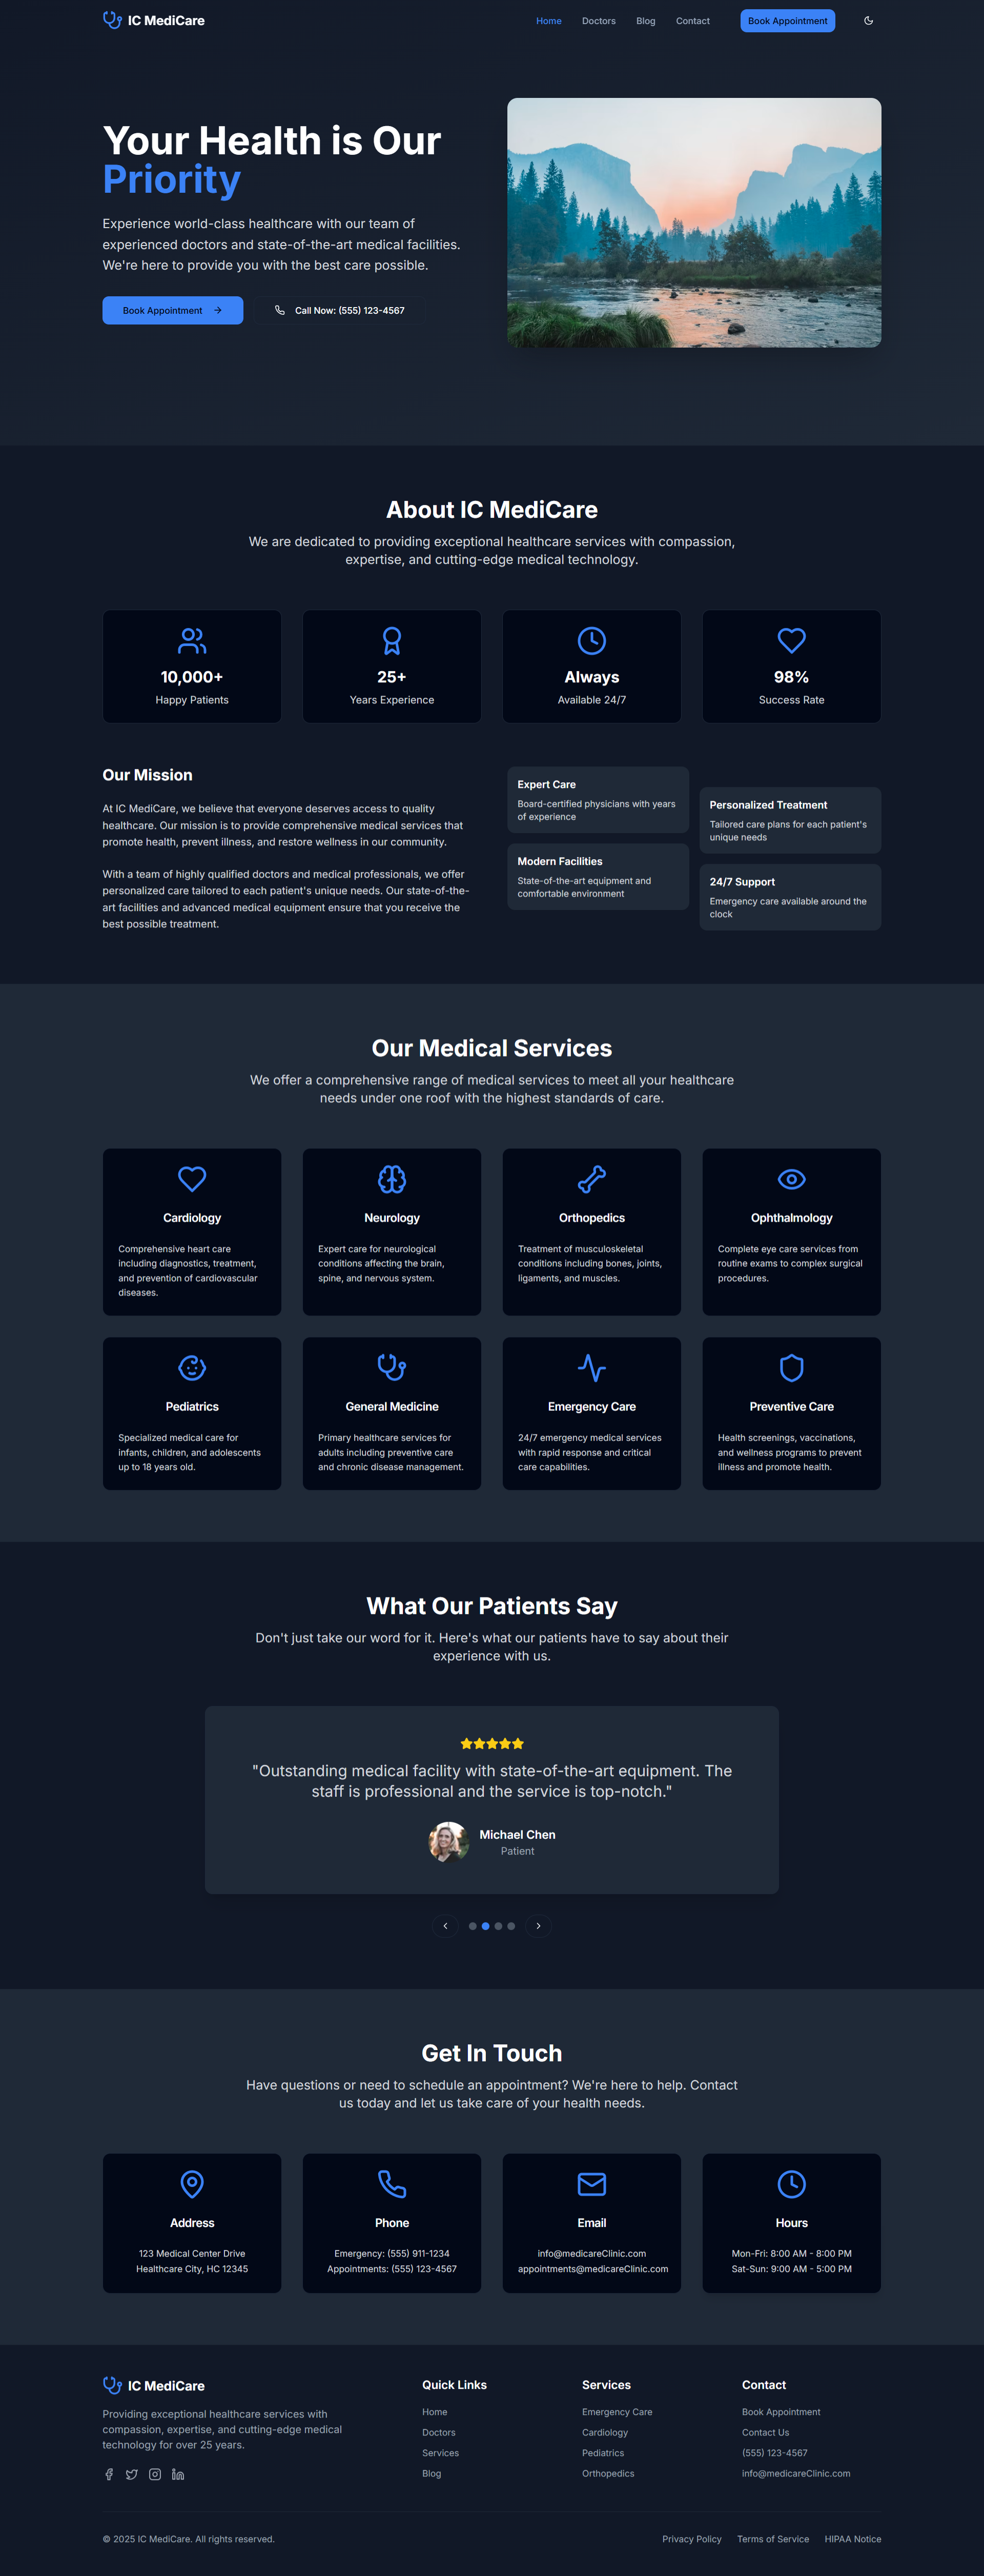 IC MediCare
Home
Doctors
Blog
Contact
Book Appointment
Your Health is Our
Priority
Experience world-class healthcare with our team of
experienced doctors and state-of-the-art medical facilities.
We're here to provide you with the best care possible.
Book Appointment
Call Now: (555) 123-4567
About IC MediCare
We are dedicated to providing exceptional healthcare services with compassion,
expertise, and cutting-edge medical technology.
10,000+
Happy Patients
25+
Years Experience
Always
Available 24/7
98%
Success Rate
Our Mission
At IC MediCare, we believe that everyone deserves access to quality
healthcare. Our mission is to provide comprehensive medical services that
promote health, prevent illness, and restore wellness in our community.
With a team of highly qualified doctors and medical professionals, we offer
personalized care tailored to each patient's unique needs. Our state-of-the-
art facilities and advanced medical equipment ensure that you receive the
best possible treatment.
Expert Care
Board-certified physicians with years
of experience
Modern Facilities
State-of-the-art equipment and
comfortable environment
Personalized Treatment
Tailored care plans for each patient's
unique needs
24/7 Support
Emergency care available around the
clock
Our Medical Services
We offer a comprehensive range of medical services to meet all your healthcare
needs under one roof with the highest standards of care.
Cardiology
Comprehensive heart care
including diagnostics, treatment,
and prevention of cardiovascular
diseases.
Neurology
Expert care for neurological
conditions affecting the brain,
spine, and nervous system.
Orthopedics
Treatment of musculoskeletal
conditions including bones, joints,
ligaments, and muscles.
Ophthalmology
Complete eye care services from
routine exams to complex surgical
procedures.
Pediatrics
Specialized medical care for
infants, children, and adolescents
up to 18 years old.
General Medicine
Primary healthcare services for
adults including preventive care
and chronic disease management.
Emergency Care
24/7 emergency medical services
with rapid response and critical
care capabilities.
Preventive Care
Health screenings, vaccinations,
and wellness programs to prevent
illness and promote health.
What Our Patients Say
Don't just take our word for it. Here's what our patients have to say about their
experience with us.
"Outstanding medical facility with state-of-the-art equipment. The
staff is professional and the service is top-notch."
Michael Chen
Patient
Get In Touch
Have questions or need to schedule an appointment? We're here to help. Contact
us today and let us take care of your health needs.
Address
123 Medical Center Drive
Healthcare City, HC 12345
Phone
Emergency: (555) 911-1234
Appointments: (555) 123-4567
Email
info@medicareClinic.com
appointments@medicareClinic.com
Hours
Mon-Fri: 8:00 AM - 8:00 PM
Sat-Sun: 9:00 AM - 5:00 PM
IC MediCare
Providing exceptional healthcare services with
compassion, expertise, and cutting-edge medical
technology for over 25 years.
Quick Links
Home
Doctors
Services
Blog
Services
Emergency Care
Cardiology
Pediatrics
Orthopedics
Contact
Book Appointment
Contact Us
(555) 123-4567
info@medicareClinic.com
© 2025 IC MediCare. All rights reserved.
Privacy Policy
Terms of Service
HIPAA Notice